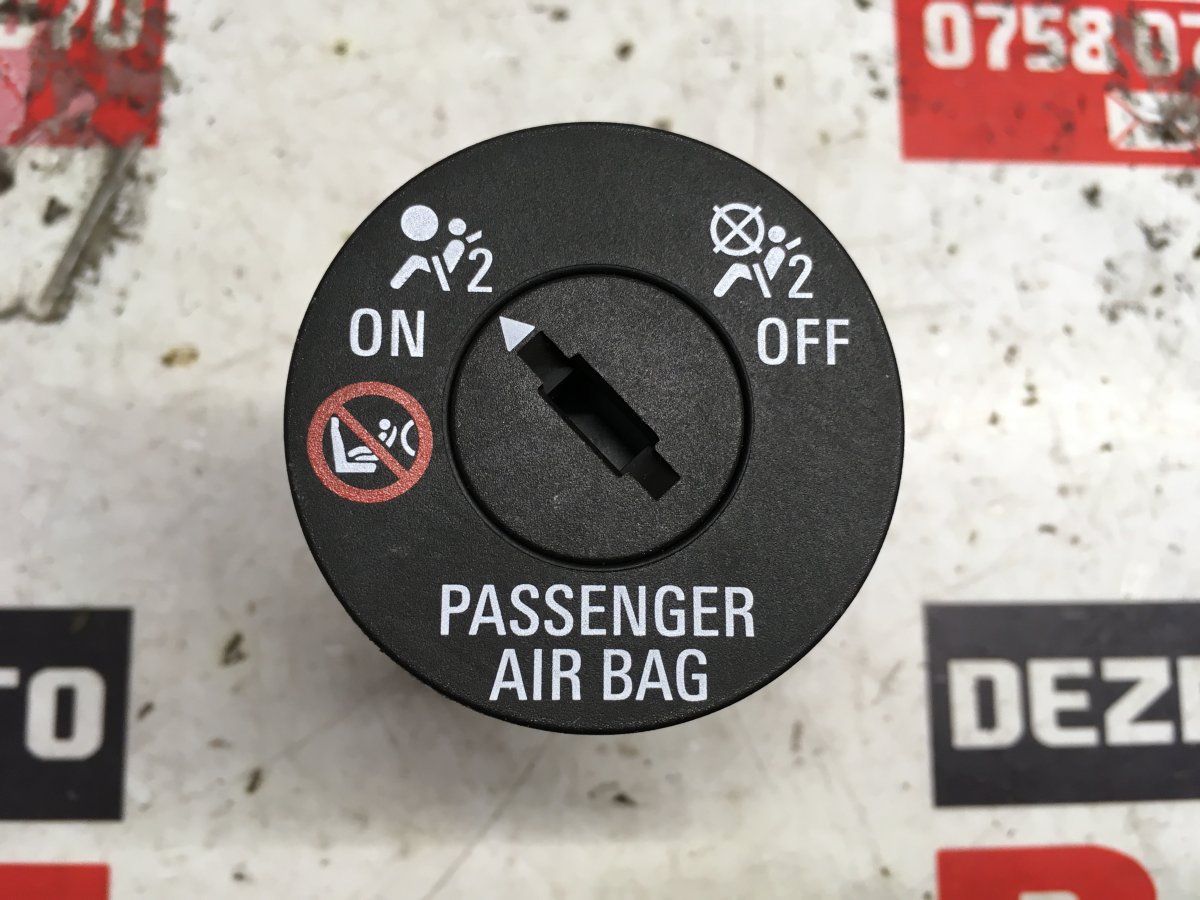 0758
2
2
ON
OFF
PASSENGER
AIR BAG
TO
DEZ